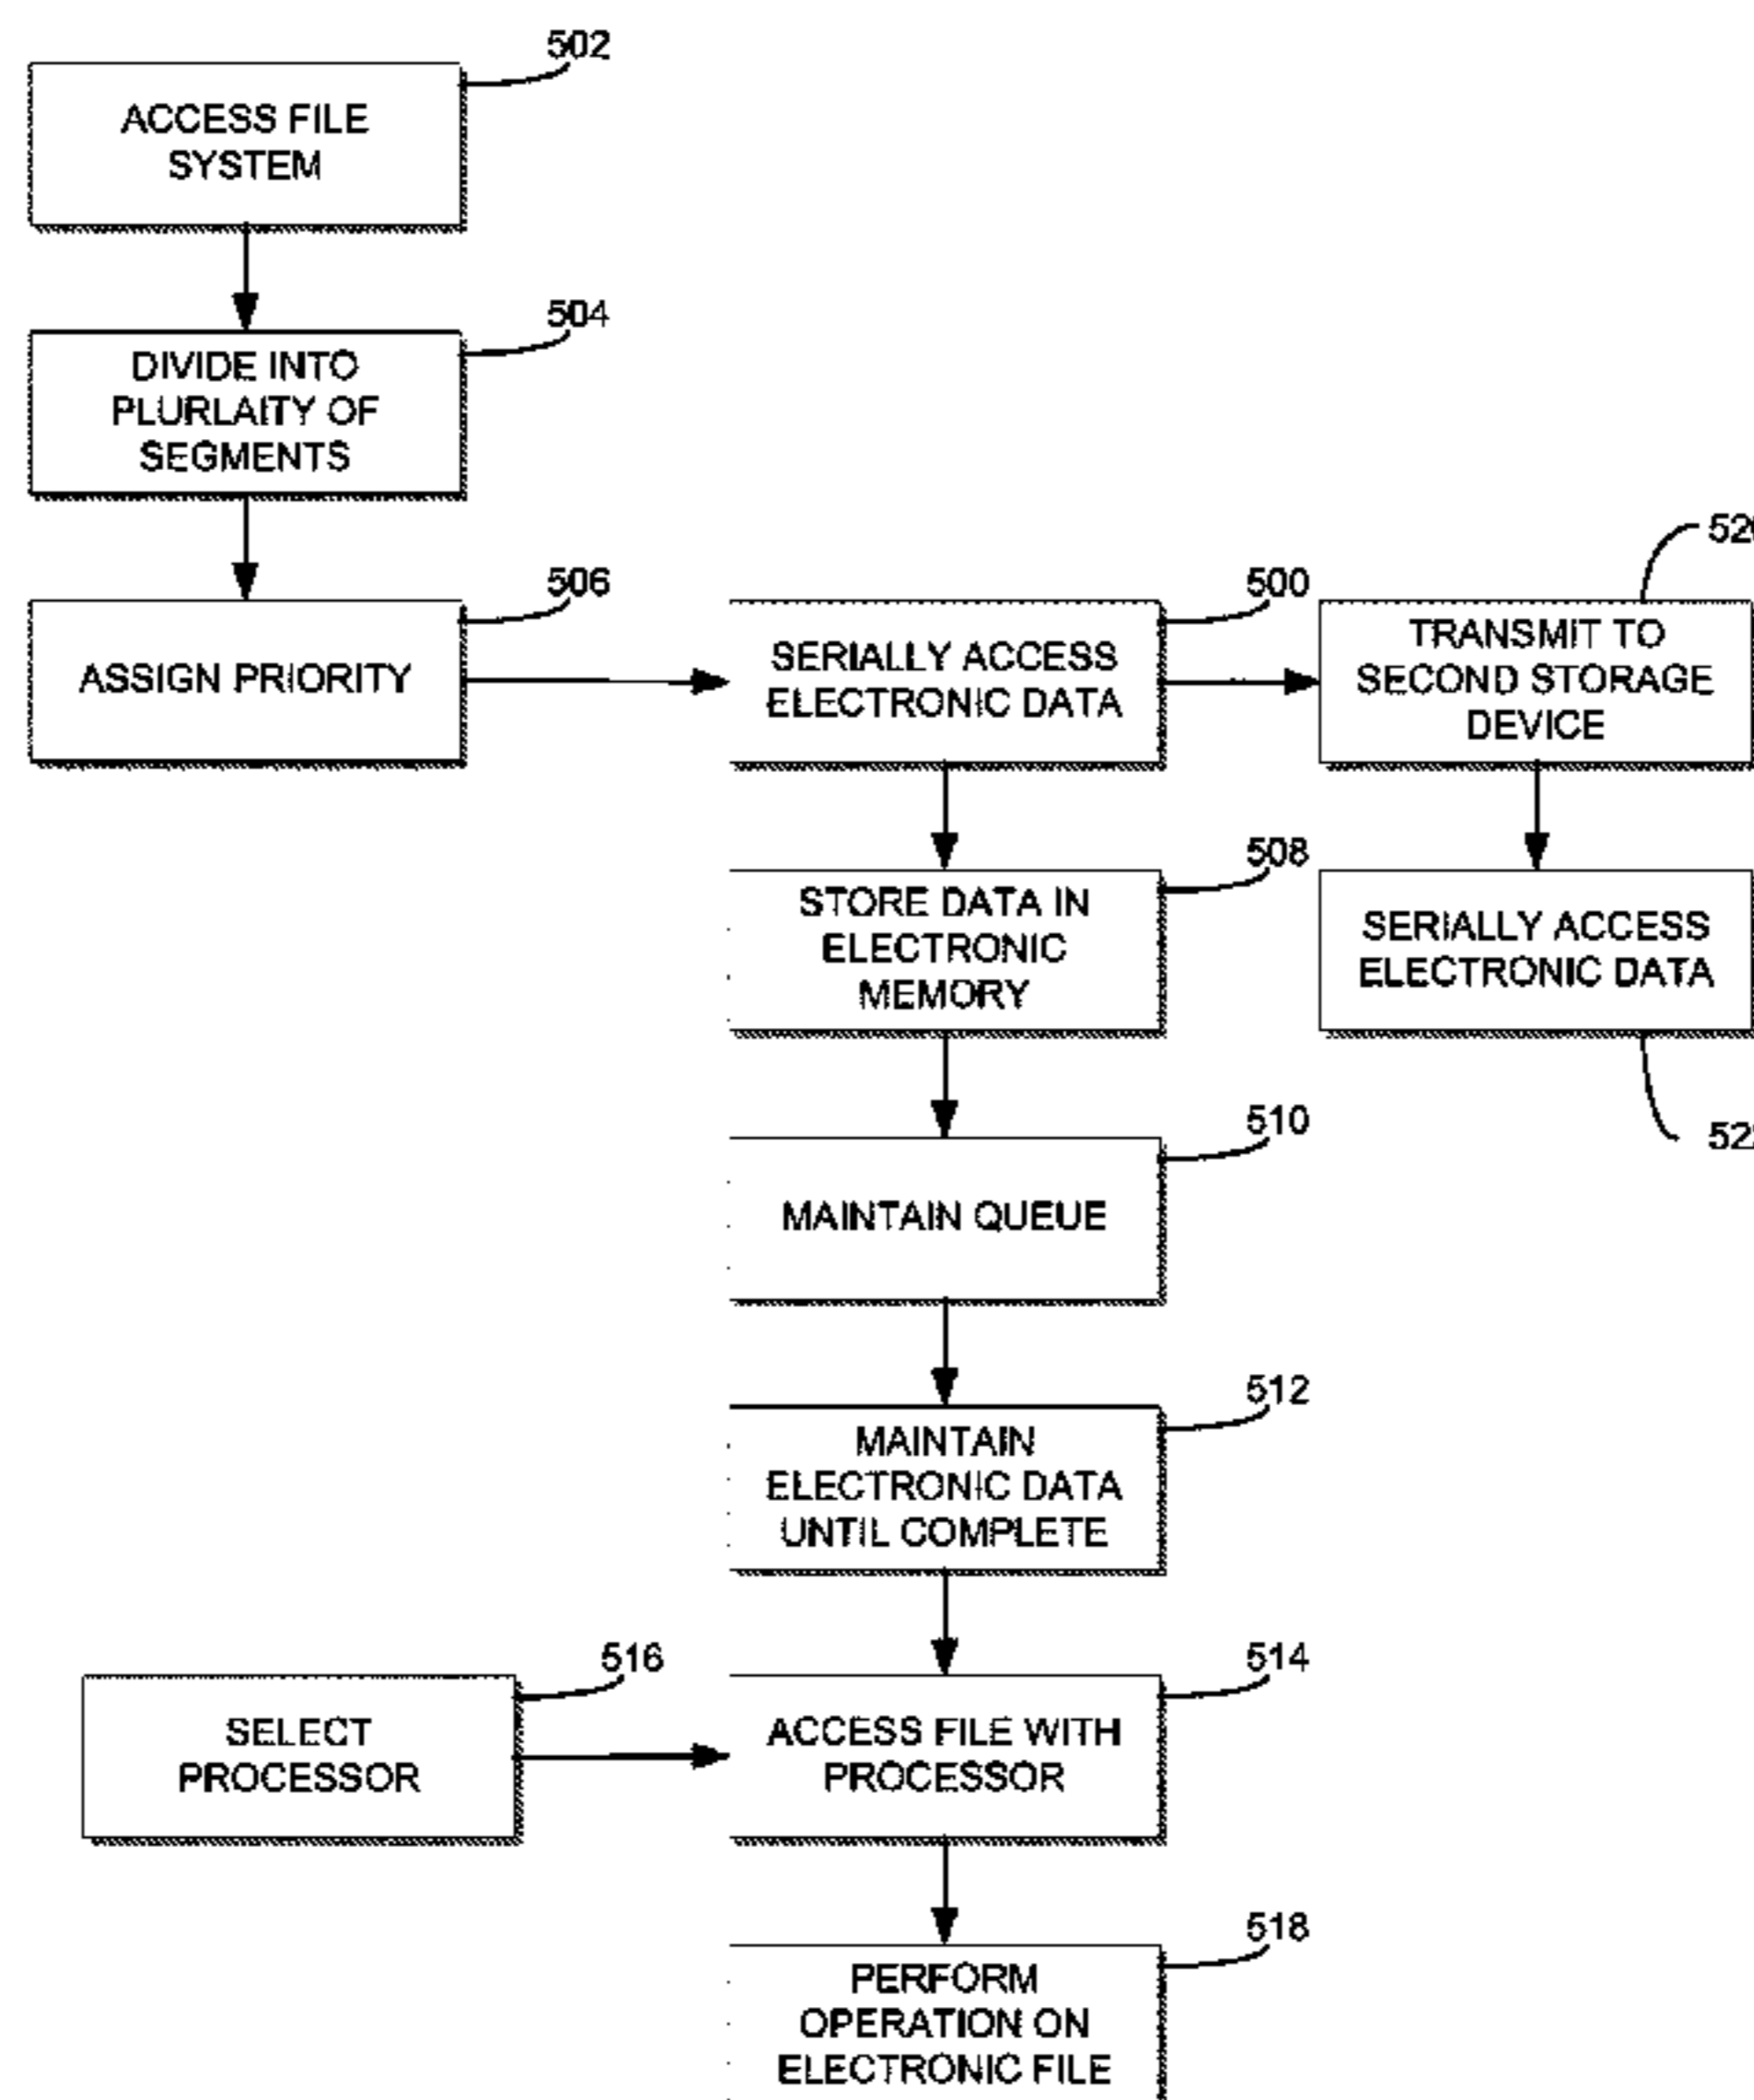 502
ACCESS FILE
SYSTEM
504
DIVIDE INTO
PLURLAITY OF
SEGMENTS
506
ASSIGN PRIORITY
500
SERIALLY ACCESS
ELECTRONIC DATA
TRANSMIT TO
SECOND STORAGE
DEVICE
508
STORE DATA IN
ELECTRONIC
MEMORY
SERIALLY ACCESS
ELECTRONIC DATA
510
MAINTAIN QUEUE
512
MAINTAIN
ELECTRONIC DATA
UNTIL COMPLETE
516
SELECT
PROCESSOR
514
ACCESS FILE WITH
PROCESSOR
518
PERFORM
OPERATION ON
ELECTRONIC FILE